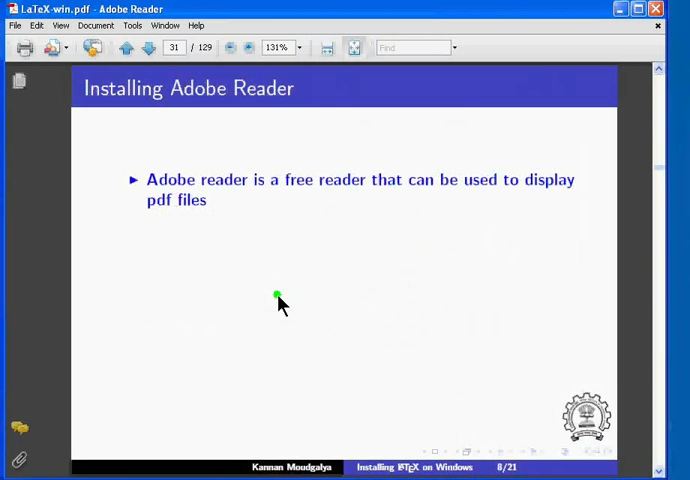 LaTeX-win.pdf - Adobe Reader
File Edit View Document Tools Window Help
31 / 129 131% Find
Installing Adobe Reader
Adobe reader is a free reader that can be used to display
pdf files
Kannan Moudgalya Installing LaTeX on Windows 8/21